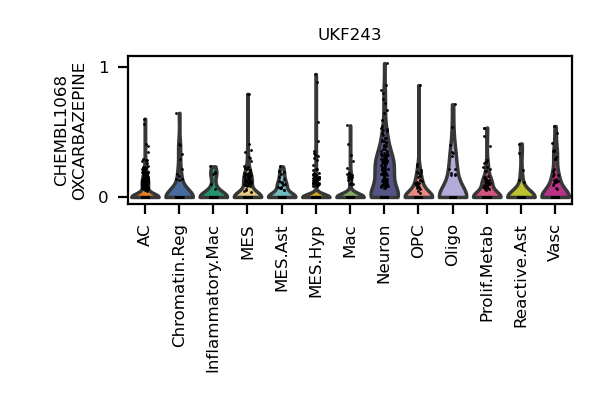 UKF243
CHEMBL1068
OXCARBAZEPINE
1
0
AC
Chromatin.Reg
Inflammatory.Mac
MES
MES.Ast
MES.Hyp
Mac
Neuron
OPC
Oligo
Prolif.Metab
Reactive.Ast
Vasc